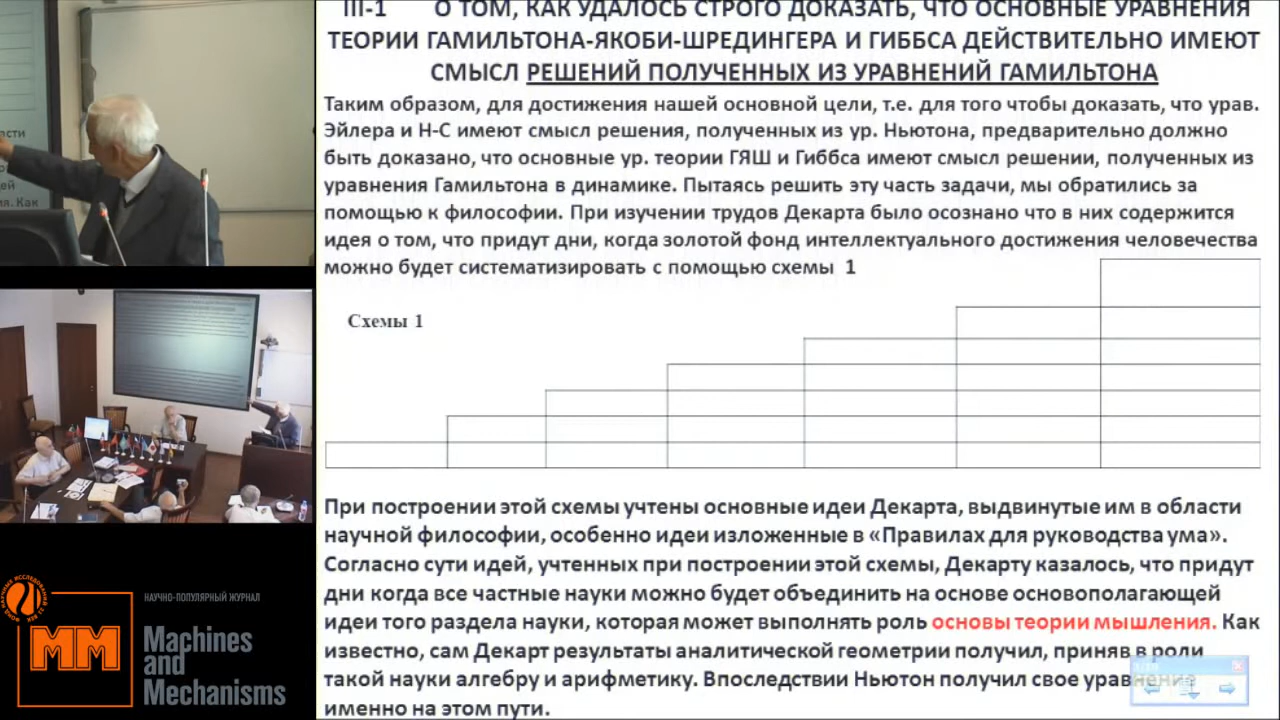 III-1 О ТОМ, КАК УДАЛОСЬ СТРОГО ДОКАЗАТЬ, ЧТО ОСНОВНЫЕ УРАВНЕНИЯ
ТЕОРИИ ГАМИЛЬТОНА-ЯКОБИ-ШРЕДИНГЕРА И ГИББСА ДЕЙСТВИТЕЛЬНО ИМЕЮТ
СМЫСЛ РЕШЕНИЙ ПОЛУЧЕННЫХ ИЗ УРАВНЕНИЙ ГАМИЛЬТОНА
Таким образом, для достижения нашей основной цели, т.е. для того чтобы доказать, что урав.
Эйлера и Н-С имеют смысл решения, полученных из ур. Ньютона, предварительно должно
быть доказано, что основные ур. теории ГЯШ и Гиббса имеют смысл решении, полученных из
уравнения Гамильтона в динамике. Пытаясь решить эту часть задачи, мы обратились за
помощью к философии. При изучении трудов Декарта было осознано что в них содержится
идея о том, что придут дни, когда золотой фонд интеллектуального достижения человечества
можно будет систематизировать с помощью схемы 1
Схемы 1
При построении этой схемы учтены основные идеи Декарта, выдвинутые им в области
научной философии, особенно идеи изложенные в «Правилах для руководства ума».
Согласно сути идей, учтенных при построении этой схемы, Декарту казалось, что придут
дни когда все частные науки можно будет объединить на основе основополагающей
идеи того раздела науки, которая может выполнять роль основы теории мышления. Как
известно, сам Декарт результаты аналитической геометрии получил, приняв в роли
такой науки алгебру и арифметику. Впоследствии Ньютон получил свое уравнение
именно на этом пути.
НАУЧНО-ПОПУЛЯРНЫЙ ЖУРНАЛ
ММ
Machines
and
Mechanisms